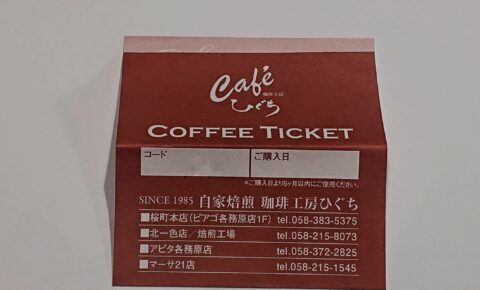 Café
珈琲工房
ひぐち
COFFEE TICKET
コード ご購入日
*ご購入日より6ヶ月以内にご使用ください。
SINCE 1985 自家焙煎 珈琲工房ひぐち
■桜町本店(ピアゴ各務原店1F) tel.058-383-5375
■北一色店/焙煎工場 tel.058-215-8073
■アピタ各務原店 tel.058-372-2825
■マーサ21店 tel.058-215-1545